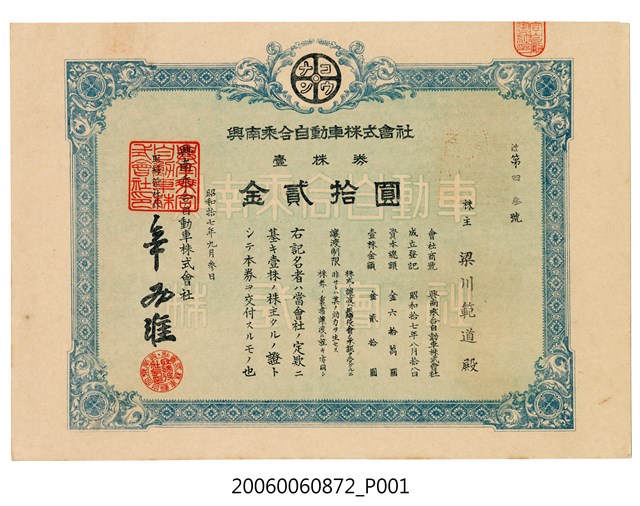 コウナン
興南乘合自動車株式會社
壹株券
金貳拾圓
第四參號
株主 梁川範道殿
會社商號 興南乘合自動車株式會社
成立登記 昭和拾七年八月拾八日
資本總額 金六拾萬圓
壹株金額 金貳拾圓
讓渡制限
右記名者ハ當會社ノ定款ニ
基キ壹株ノ株主タルノ證ト
シテ本券ヲ交付スルモノ也
昭和拾七年九月參日
興南乘合自動車株式會社
20060060872_P001